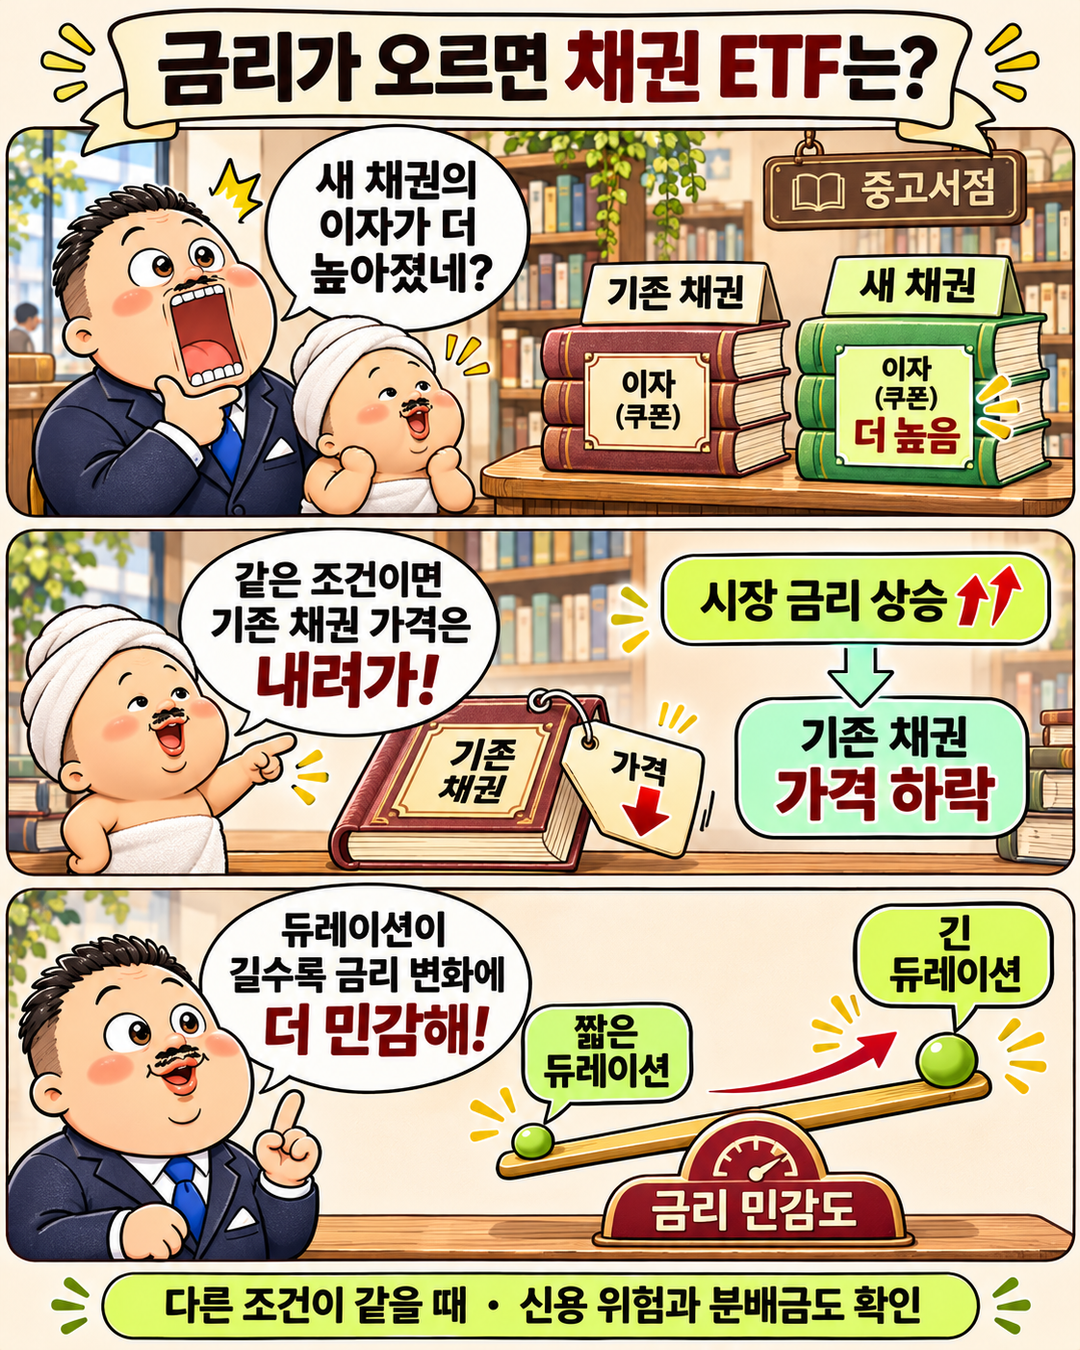 금리가 오르면 채권 ETF는?
새 채권의
이자가 더
높아졌네?
중고서점
기존 채권
이자
(쿠폰)
새 채권
이자
(쿠폰)
더 높음
같은 조건이면
기존 채권 가격은
내려가!
기존
채권
가격
시장 금리 상승
기존 채권
가격 하락
듀레이션이
길수록 금리 변화에
더 민감해!
짧은
듀레이션
긴
듀레이션
금리 민감도
다른 조건이 같을 때 • 신용 위험과 분배금도 확인